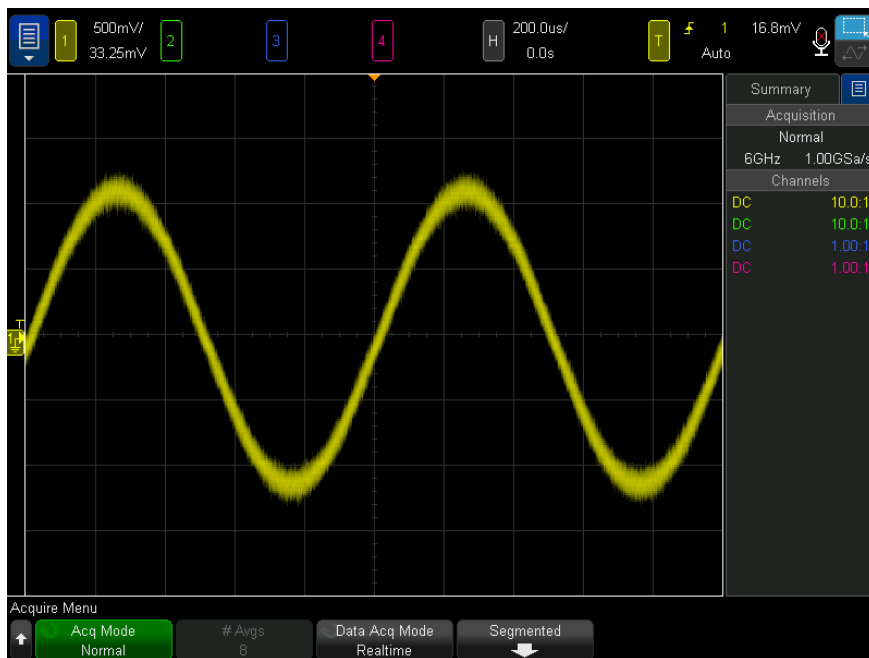 1 500mV/ 2 3 4 H 200.0us/ T 1 16.8mV
33.25mV 0.0s Auto
Summary
Acquisition
Normal
6GHz 1.00GSa/s
Channels
DC 10.0:1
DC 10.0:1
DC 1.00:1
DC 1.00:1
T
1
Acquire Menu
Acq Mode # Avgs Data Acq Mode Segmented
Normal 8 Realtime